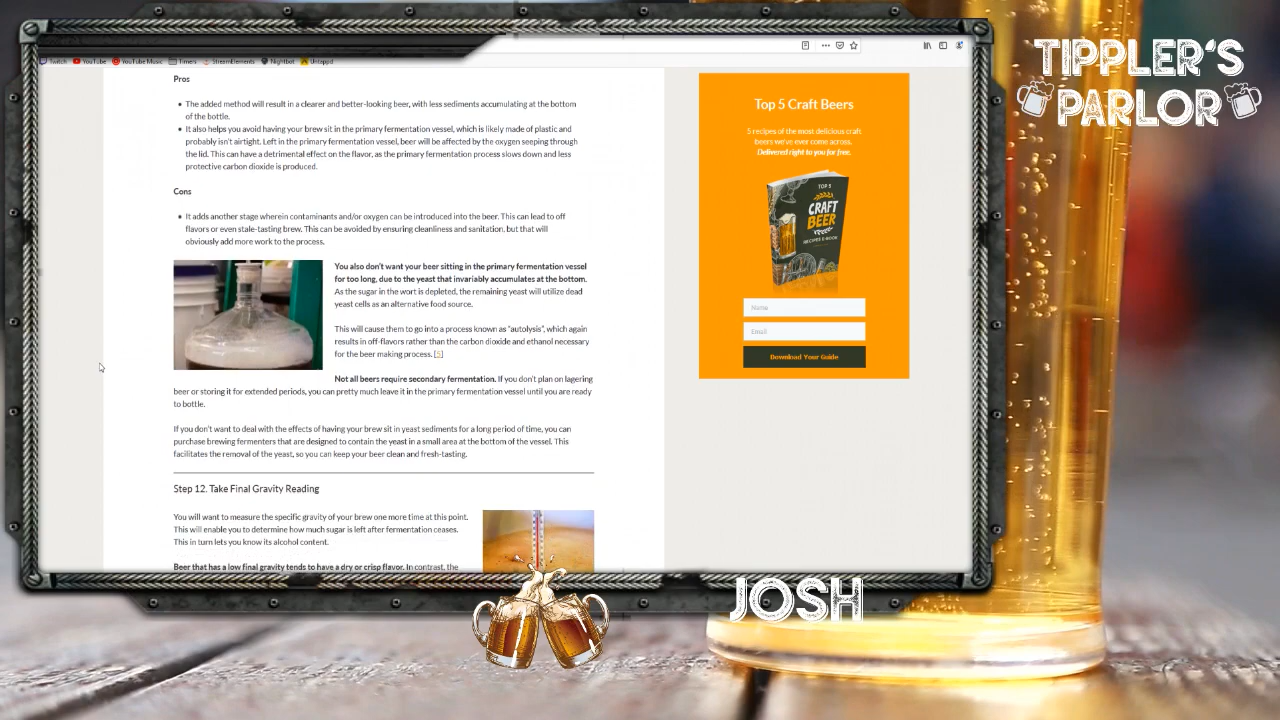 TIPPLER'S
PARLOR
Twitch YouTube YouTube Music Timers StreamElements Nightbot Untappd
Pros
The added method will result in a clearer and better-looking beer, with less sediments accumulating at the bottom
of the bottle.
It also helps you avoid having your brew sit in the primary fermentation vessel, which is likely made of plastic and
probably isn't airtight. Left in the primary fermentation vessel, beer will be affected by the oxygen seeping through
the lid. This can have a detrimental effect on the flavor, as the primary fermentation process slows down and less
protective carbon dioxide is produced.
Cons
It adds another stage wherein contaminants and/or oxygen can be introduced into the beer. This can lead to off
flavors or even stale-tasting brew. This can be avoided by ensuring cleanliness and sanitation, but that will
obviously add more work to the process.
You also don't want your beer sitting in the primary fermentation vessel
for too long, due to the yeast that invariably accumulates at the bottom.
As the sugar in the wort is depleted, the remaining yeast will utilize dead
yeast cells as an alternative food source.
This will cause them to go into a process known as "autolysis", which again
results in off-flavors rather than the carbon dioxide and ethanol necessary
for the beer making process. [5]
Not all beers require secondary fermentation. If you don't plan on lagering
beer or storing it for extended periods, you can pretty much leave it in the primary fermentation vessel until you are ready
to bottle.
If you don't want to deal with the effects of having your brew sit in yeast sediments for a long period of time, you can
purchase brewing fermenters that are designed to contain the yeast in a small area at the bottom of the vessel. This
facilitates the removal of the yeast, so you can keep your beer clean and fresh-tasting.
Step 12. Take Final Gravity Reading
You will want to measure the specific gravity of your brew one more time at this point.
This will enable you to determine how much sugar is left after fermentation ceases.
This in turn lets you know its alcohol content.
Beer that has a low final gravity tends to have a dry or crisp flavor. In contrast, the
Top 5 Craft Beers
5 recipes of the most delicious craft
beers we've ever come across.
Delivered right to you for free.
TOP 5
CRAFT
BEER
RECIPES E-BOOK
Name
Email
Download Your Guide
JOSH